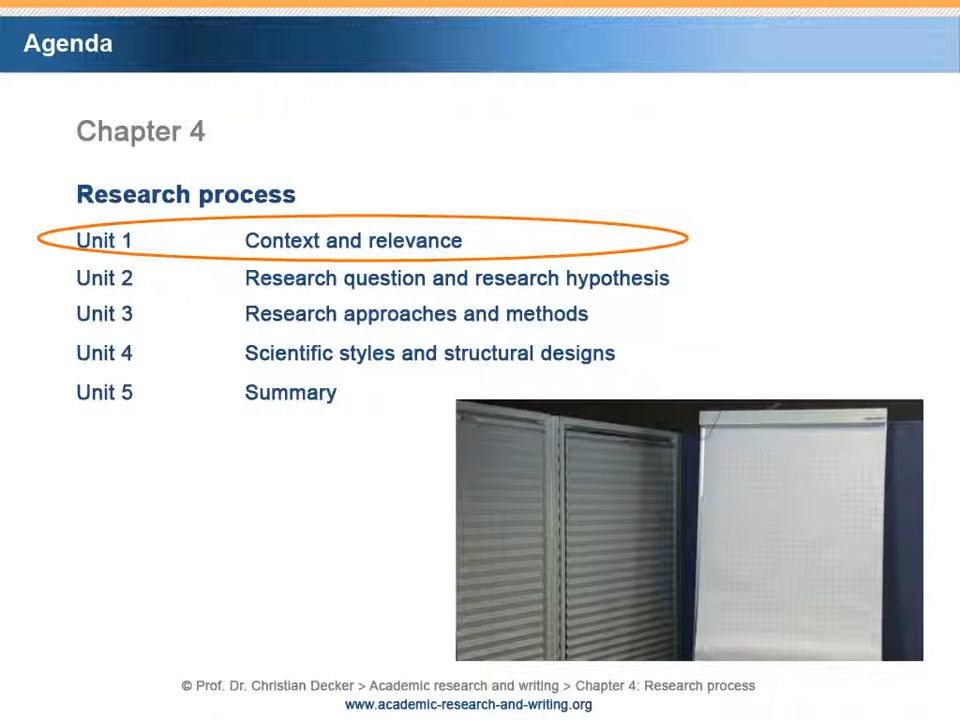 Agenda
Chapter 4
Research process
Unit 1 Context and relevance
Unit 2 Research question and research hypothesis
Unit 3 Research approaches and methods
Unit 4 Scientific styles and structural designs
Unit 5 Summary
© Prof. Dr. Christian Decker > Academic research and writing > Chapter 4: Research process
www.academic-research-and-writing.org